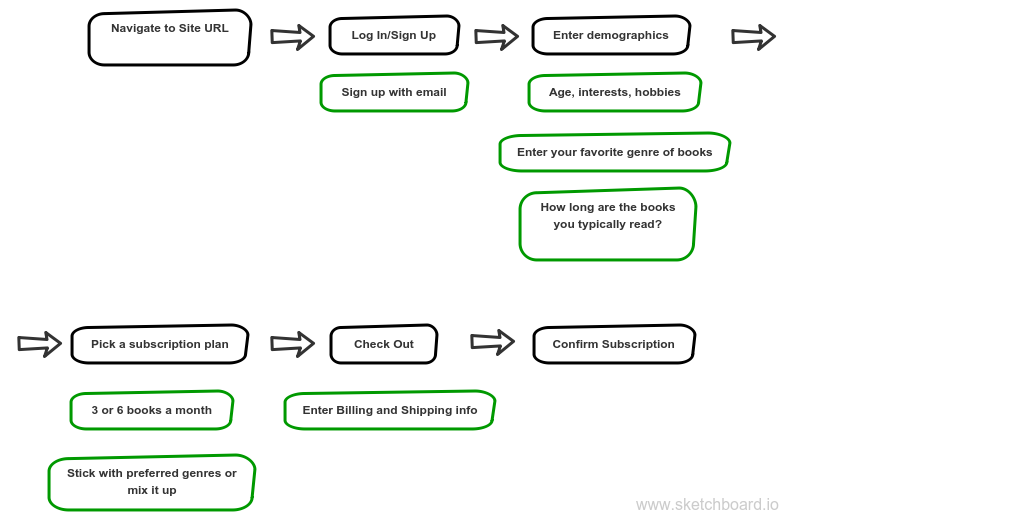 Navigate to Site URL
Log In/Sign Up
Enter demographics
Sign up with email
Age, interests, hobbies
Enter your favorite genre of books
How long are the books
you typically read?
Pick a subscription plan
Check Out
Confirm Subscription
3 or 6 books a month
Enter Billing and Shipping info
Stick with preferred genres or
mix it up
www.sketchboard.io